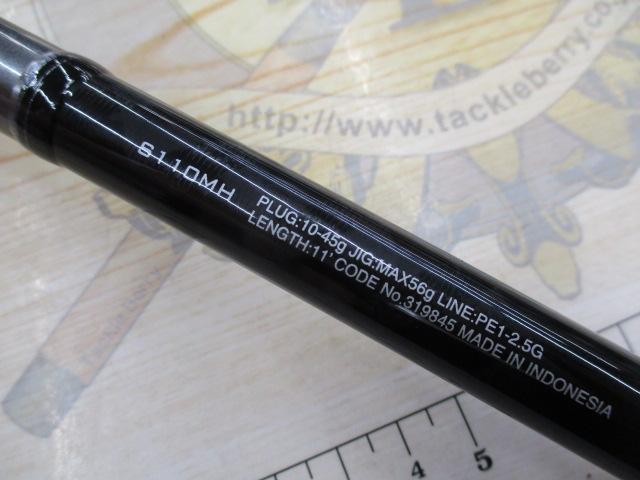 http://www.tackleberry.co.jp
S110MH
PLUG:10-45g JIG:MAX56g LINE:PE1-2.5G
LENGTH:11' CODE No.319845 MADE IN INDONESIA
4 5